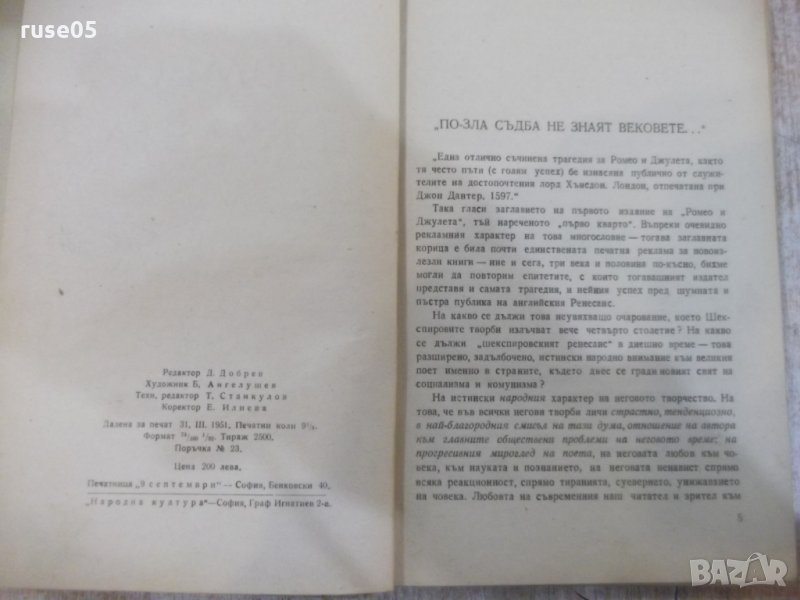 ruse05
Редактор Д. Добрев
Художник Б. Ангелушев
Техн. редактор Т. Станкулов
Коректор Е. Илиева
Дадена за печат 31. III. 1951. Печатни коли 9¹/₄
Формат Тираж 2500.
Поръчка № 23.
Цена 200 лева.
Печатница „9 септември" — София, Бенковски 40.
„Народна култура" — София, Граф Игнатиев 2-а.
„ПО-ЗЛА СЪДБА НЕ ЗНАЯТ ВЕКОВЕТЕ..."
„Една отлично съчинена трагедия за Ромео и Джулета, както
тя често пъти (с голям успех) бе изнасяна публично от служи-
телите на достопочтения лорд Хъмсдон. Лондон, отпечатана при
Джон Дантер, 1597."
Така гласи заглавието на първото издание на „Ромео и
Джулета", тъй нареченото „първо кварто". Въпреки очевидно
рекламния характер на това многословие — тогава заглавната
корица е била почти единствената печатна реклама за новоиз-
лезли книги — ние и сега, три века и половина по-късно, бихме
могли да повторим епитетите, с които тогавашният издател
представя и самата трагедия, и нейния успех пред шумната и
пъстра публика на английския Ренесанс.
На какво се дължи това неувяхващо очарование, което Шек-
спировите творби излъчват вече четвърто столетие? На какво
се дължи „шекспировският ренесанс" в днешно време — това
разширено, задълбочено, истински народно внимание към великия
поет именно в страните, където днес се гради новият свят на
социализма и комунизма?
На истински народния характер на неговото творчество. На
това, че във всички негови творби личи страстно, тенденциозно,
в най-благородния смисъл на тази дума, отношение на автора
към главните обществени проблеми на неговото време; на
прогресивния мироглед на поета, на неговата любов към чо-
века, към науката и познанието, на неговата ненавист спрямо
всяка реакционност, спрямо тиранията, суеверието, унижаването
на човека. Любовта на съвременния наш читател и зрител към
5
BAZAR